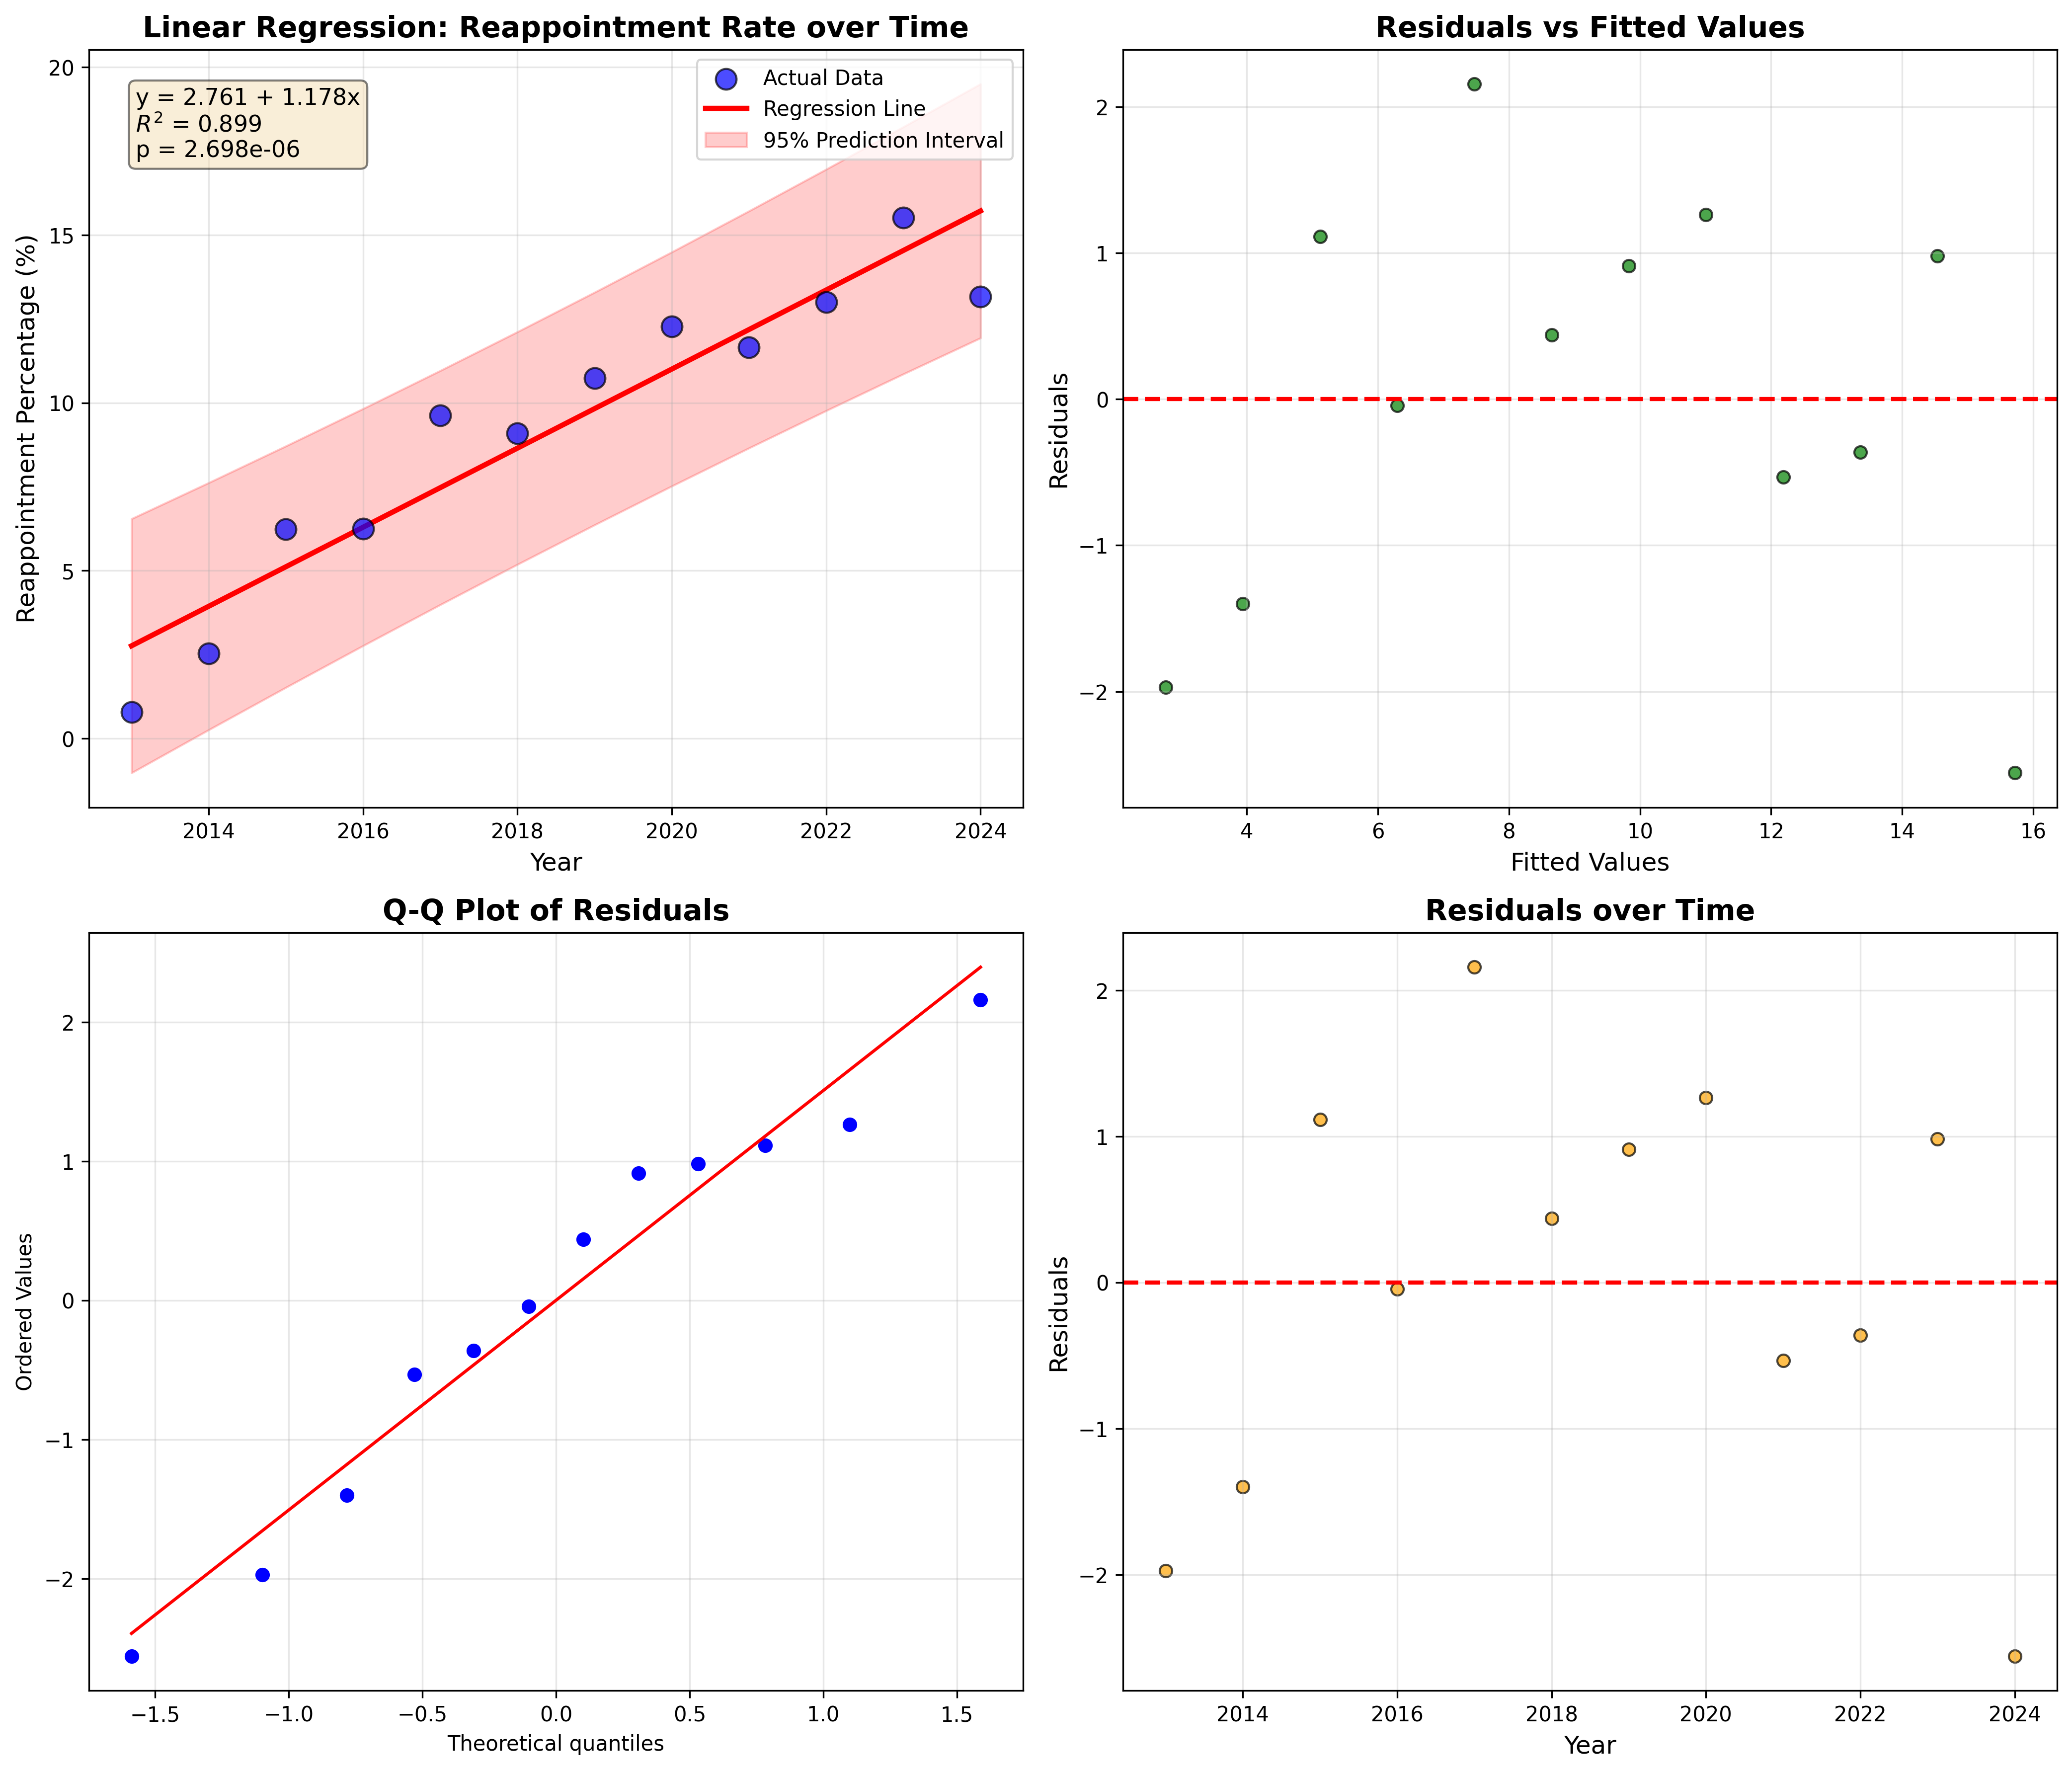 Linear Regression: Reappointment Rate over Time
20
15
10
5
0
Reappointment Percentage (%)
y = 2.761 + 1.178x
R² = 0.899
p = 2.698e-06
Actual Data
Regression Line
95% Prediction Interval
2014 2016 2018 2020 2022 2024
Year
Residuals vs Fitted Values
2
1
0
−1
−2
Residuals
4 6 8 10 12 14 16
Fitted Values
Q-Q Plot of Residuals
2
1
0
−1
−2
Ordered Values
−1.5 −1.0 −0.5 0.0 0.5 1.0 1.5
Theoretical quantiles
Residuals over Time
2
1
0
−1
−2
Residuals
2014 2016 2018 2020 2022 2024
Year